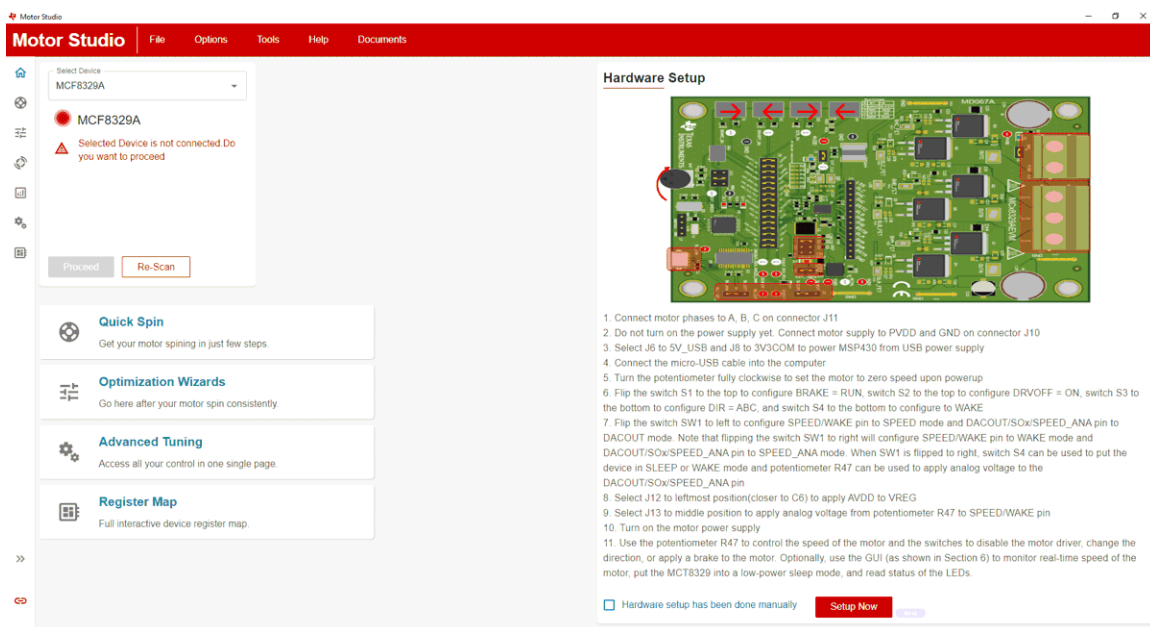 Motor Studio
Motor Studio
File
Options
Tools
Help
Documents
Select Device
MCF8329A
MCF8329A
Selected Device is not connected.Do
you want to proceed
Proceed
Re-Scan
Quick Spin
Get your motor spining in just few steps.
Optimization Wizards
Go here after your motor spin consistently.
Advanced Tuning
Access all your control in one single page.
Register Map
Full interactive device register map.
Hardware Setup
MD067A
TEXAS
INSTRUMENTS
1. Connect motor phases to A, B, C on connector J11
2. Do not turn on the power supply yet. Connect motor supply to PVDD and GND on connector J10
3. Select J6 to 5V_USB and J8 to 3V3COM to power MSP430 from USB power supply
4. Connect the micro-USB cable into the computer
5. Turn the potentiometer fully clockwise to set the motor to zero speed upon powerup
6. Flip the switch S1 to the top to configure BRAKE = RUN, switch S2 to the top to configure DRVOFF = ON, switch S3 to
the bottom to configure DIR = ABC, and switch S4 to the bottom to configure to WAKE
7. Flip the switch SW1 to left to configure SPEED/WAKE pin to SPEED mode and DACOUT/SOx/SPEED_ANA pin to
DACOUT mode. Note that flipping the switch SW1 to right will configure SPEED/WAKE pin to WAKE mode and
DACOUT/SOx/SPEED_ANA pin to SPEED_ANA mode. When SW1 is flipped to right, switch S4 can be used to put the
device in SLEEP or WAKE mode and potentiometer R47 can be used to apply analog voltage to the
DACOUT/SOx/SPEED_ANA pin
8. Select J12 to leftmost position(closer to C6) to apply AVDD to VREG
9. Select J13 to middle position to apply analog voltage from potentiometer R47 to SPEED/WAKE pin
10. Turn on the motor power supply
11. Use the potentiometer R47 to control the speed of the motor and the switches to disable the motor driver, change the
direction, or apply a brake to the motor. Optionally, use the GUI (as shown in Section 6) to monitor real-time speed of the
motor, put the MCT8329 into a low-power sleep mode, and read status of the LEDs.
Hardware setup has been done manually
Setup Now